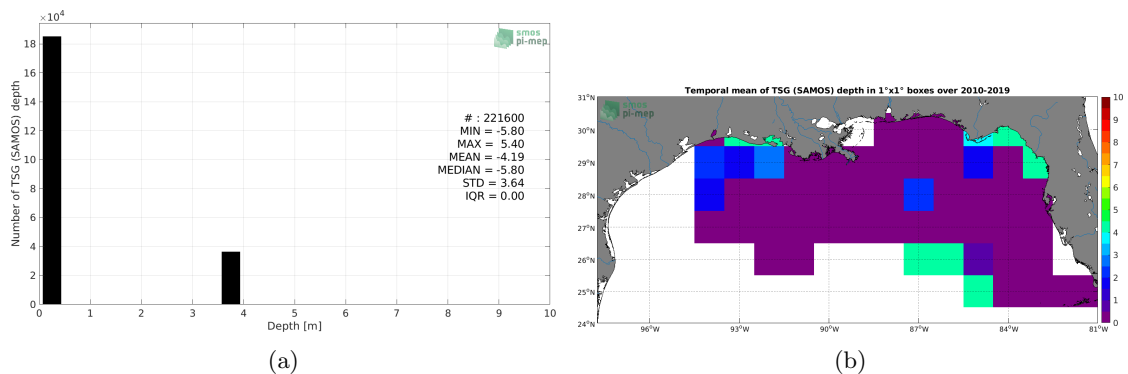 ×10⁴
smos
pi-mep
18
16
14
12
10
8
6
4
2
0
Number of TSG (SAMOS) depth
# : 221600
MIN = -5.80
MAX = 5.40
MEAN = -4.19
MEDIAN = -5.80
STD = 3.64
IQR = 0.00
0 1 2 3 4 5 6 7 8 9 10
Depth [m]
(a)
Temporal mean of TSG (SAMOS) depth in 1°x1° boxes over 2010-2019
smos
pi-mep
31°N
30°N
29°N
28°N
27°N
26°N
25°N
24°N
96°W 93°W 90°W 87°W 84°W 81°W
10
9
8
7
6
5
4
3
2
1
0
(b)